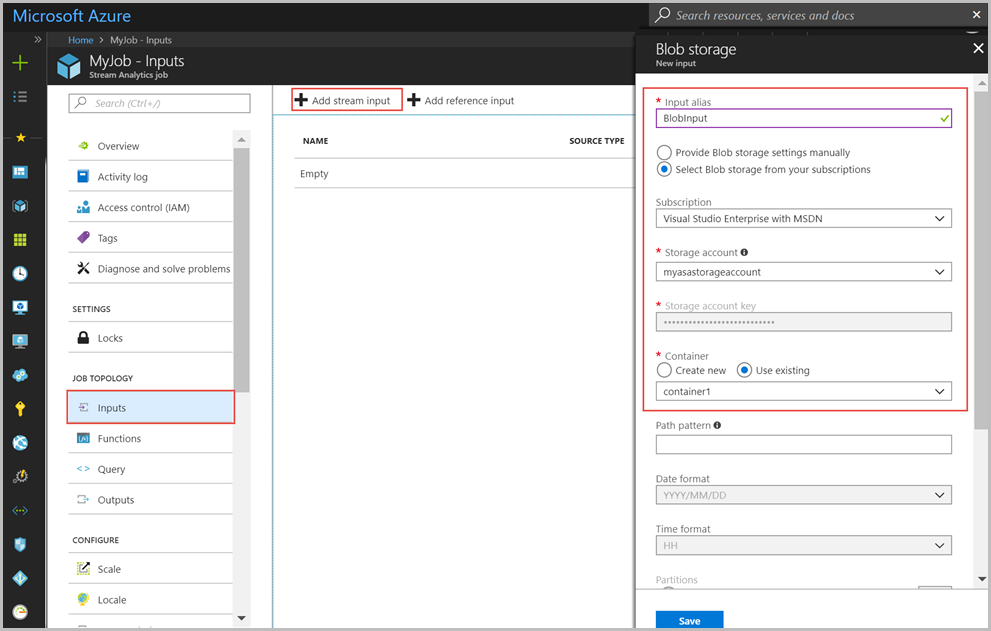 Microsoft Azure
Search resources, services and docs
Home > MyJob - Inputs
MyJob - Inputs
Stream Analytics job
Search (Ctrl+/)
Overview
Activity log
Access control (IAM)
Tags
Diagnose and solve problems
SETTINGS
Locks
JOB TOPOLOGY
Inputs
Functions
Query
Outputs
CONFIGURE
Scale
Locale
Add stream input
Add reference input
NAME
SOURCE TYPE
Empty
Blob storage
New input
* Input alias
BlobInput
Provide Blob storage settings manually
Select Blob storage from your subscriptions
Subscription
Visual Studio Enterprise with MSDN
* Storage account
myasastorageaccount
* Storage account key
* Container
Create new
Use existing
container1
Path pattern
Date format
YYYY/MM/DD
Time format
HH
Partitions
Save